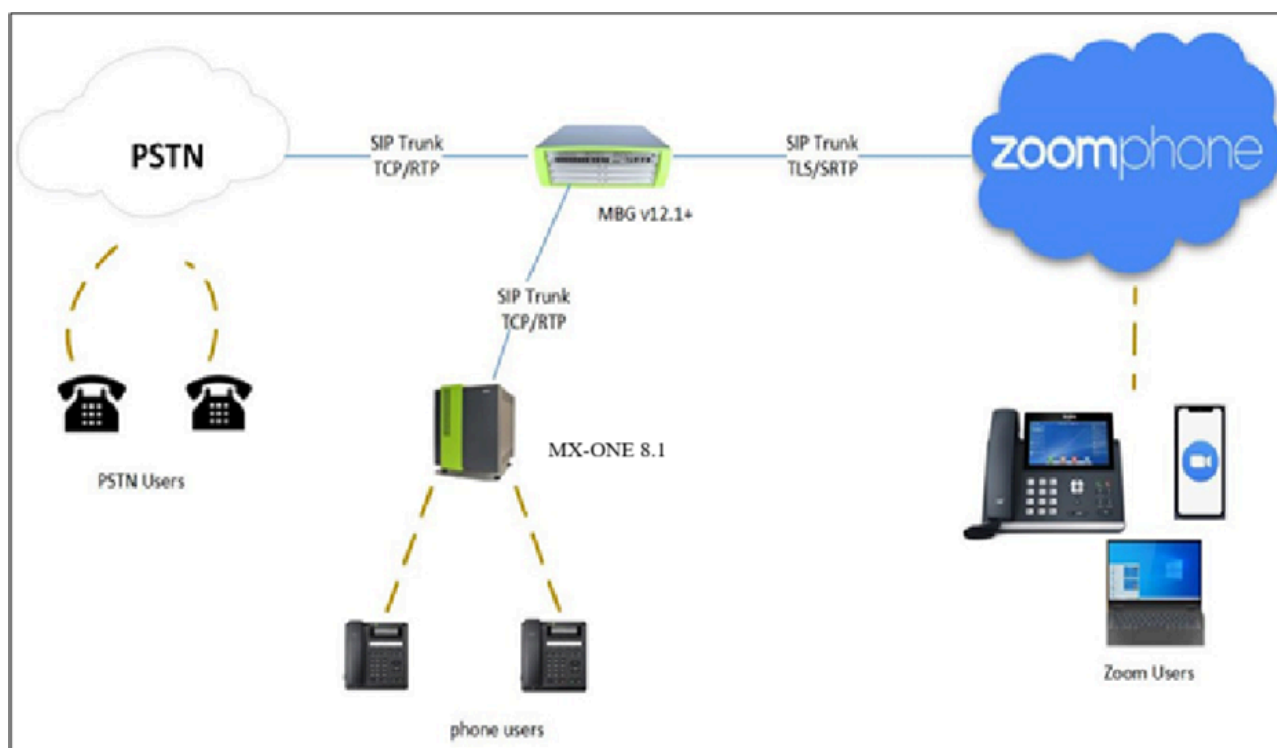 PSTN
SIP Trunk
TCP/RTP
SIP Trunk
TLS/SRTP
zoomphone
MBG v12.1+
SIP Trunk
TCP/RTP
MX-ONE 8.1
PSTN Users
phone users
Zoom Users